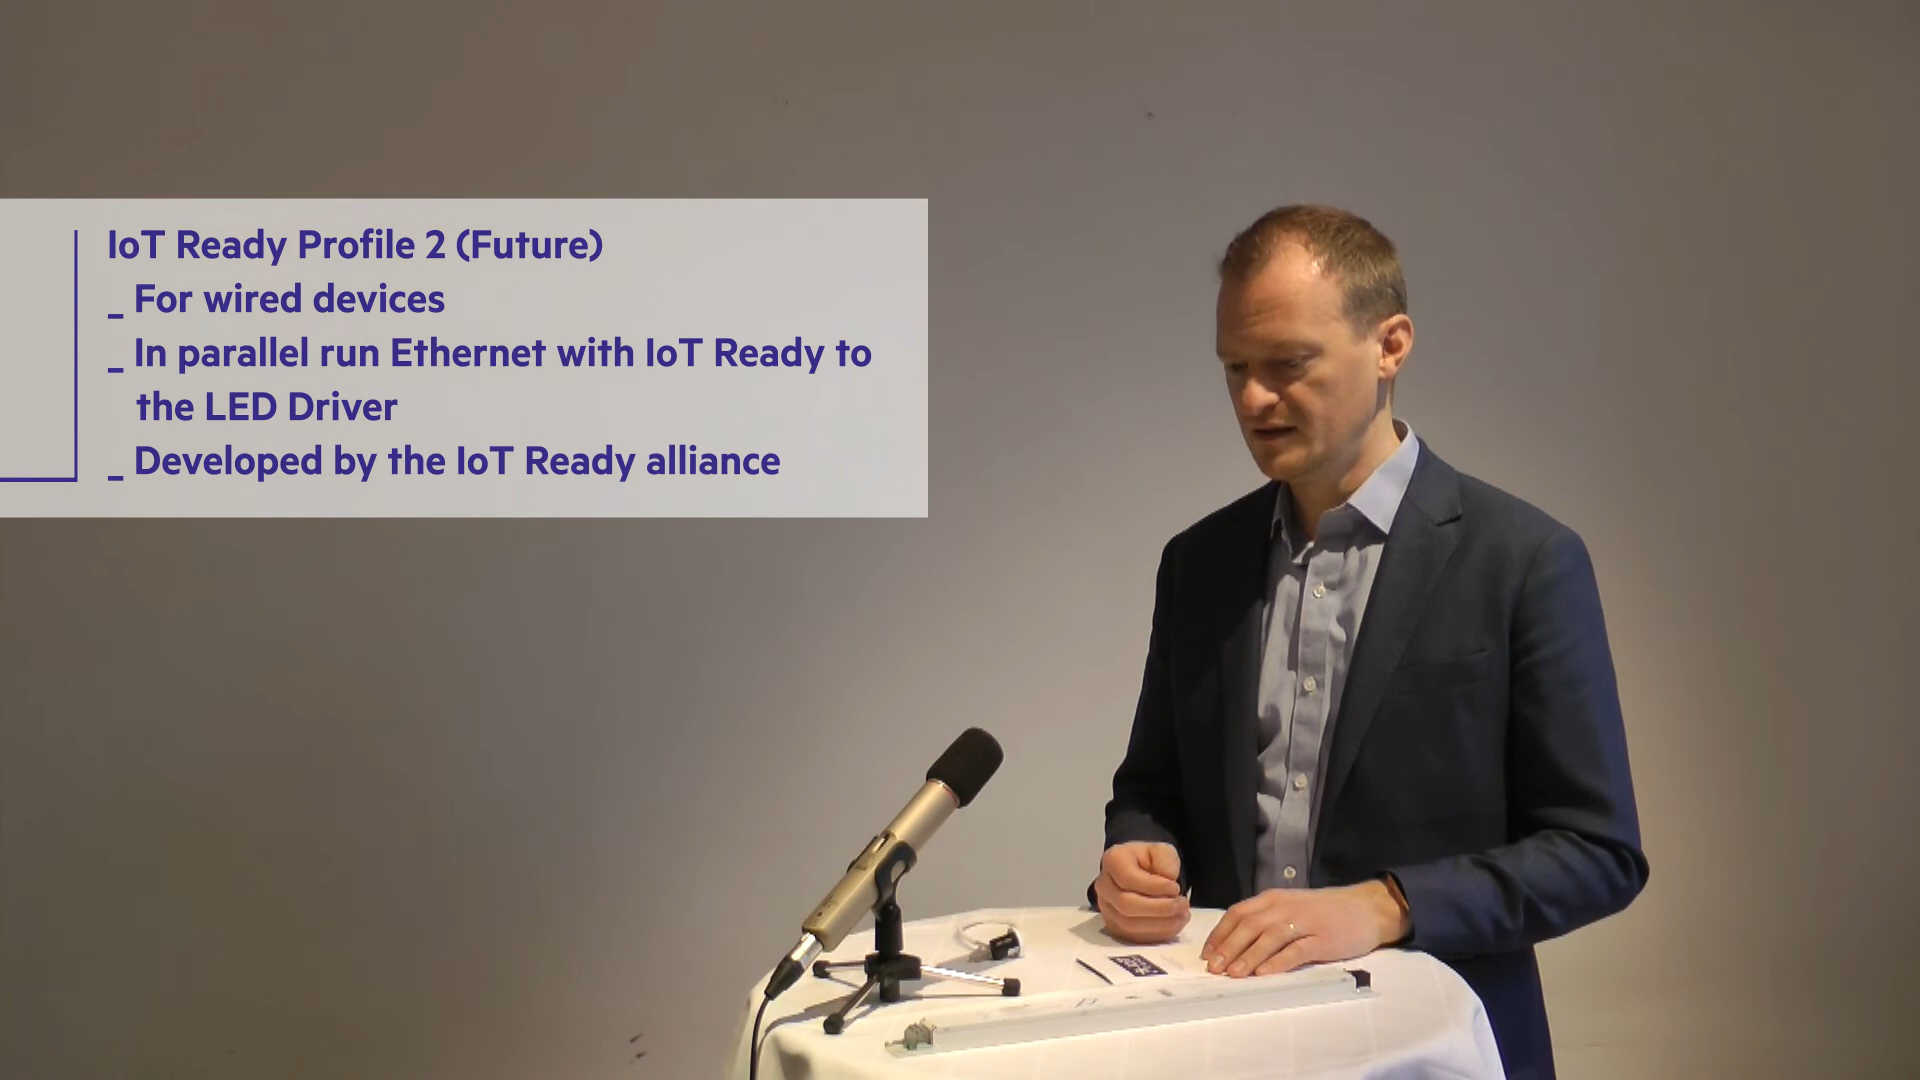 IoT Ready Profile 2 (Future)
_ For wired devices
_ In parallel run Ethernet with IoT Ready to
the LED Driver
_ Developed by the IoT Ready alliance